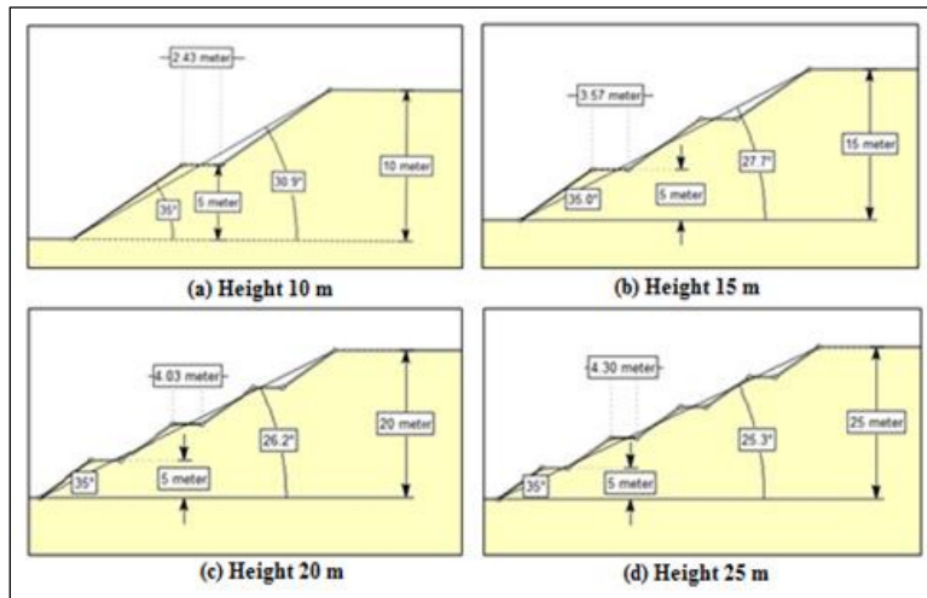 2.43 meter
35°
5 meter
30.9°
10 meter
(a) Height 10 m
3.57 meter
35.0°
5 meter
27.7°
15 meter
(b) Height 15 m
4.03 meter
35°
5 meter
26.2°
20 meter
(c) Height 20 m
4.30 meter
35°
5 meter
25.3°
25 meter
(d) Height 25 m